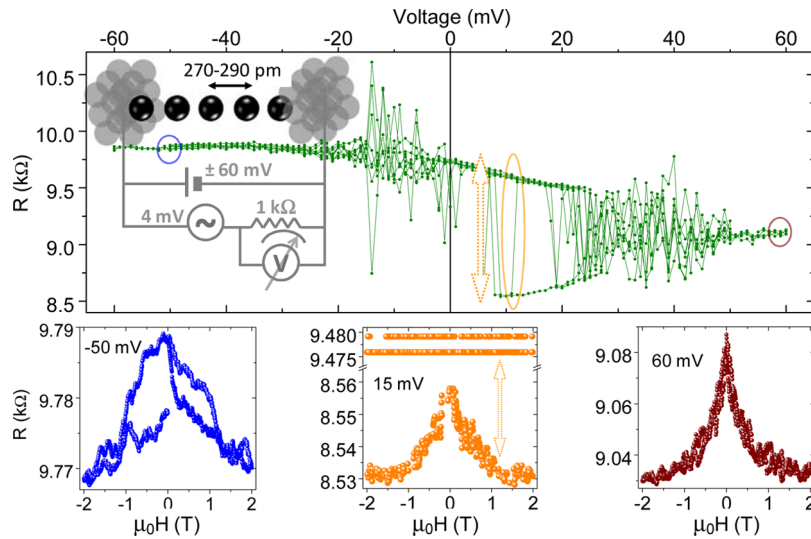 Voltage (mV)
-60 -40 -20 0 20 40 60
R (kΩ)
10.5
10.0
9.5
9.0
8.5
270-290 pm
± 60 mV
4 mV
~
1 kΩ
V
R (kΩ)
9.79
9.78
9.77
-50 mV
-2 -1 0 1 2
μ₀H (T)
9.480
9.475
8.56
8.55
8.54
8.53
15 mV
-2 -1 0 1 2
μ₀H (T)
9.08
9.06
9.04
60 mV
-2 -1 0 1 2
μ₀H (T)